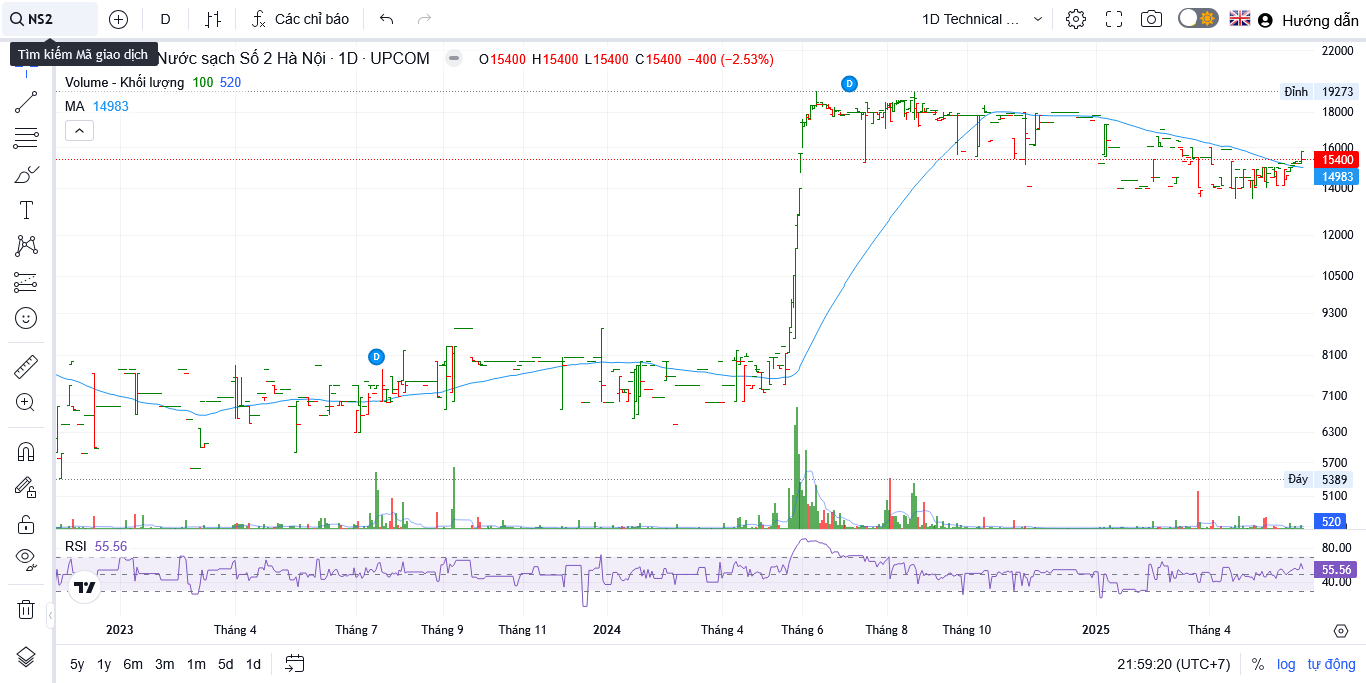 NS2 D Các chỉ báo 1D Technical ... Hướng dẫn
Tìm kiếm Mã giao dịch
Nước sạch Số 2 Hà Nội · 1D · UPCOM O15400 H15400 L15400 C15400 −400 (−2.53%)
Volume - Khối lượng 100 520
MA 14983
D
D
22000
Đỉnh 19273
18000
16000
15400
14983
14000
12000
10500
9300
8100
7100
6300
5700
Đáy 5389
5100
520
RSI 55.56
80.00
55.56
40.00
2023 Tháng 4 Tháng 7 Tháng 9 Tháng 11 2024 Tháng 4 Tháng 6 Tháng 8 Tháng 10 2025 Tháng 4
5y 1y 6m 3m 1m 5d 1d 21:59:20 (UTC+7) % log tự động